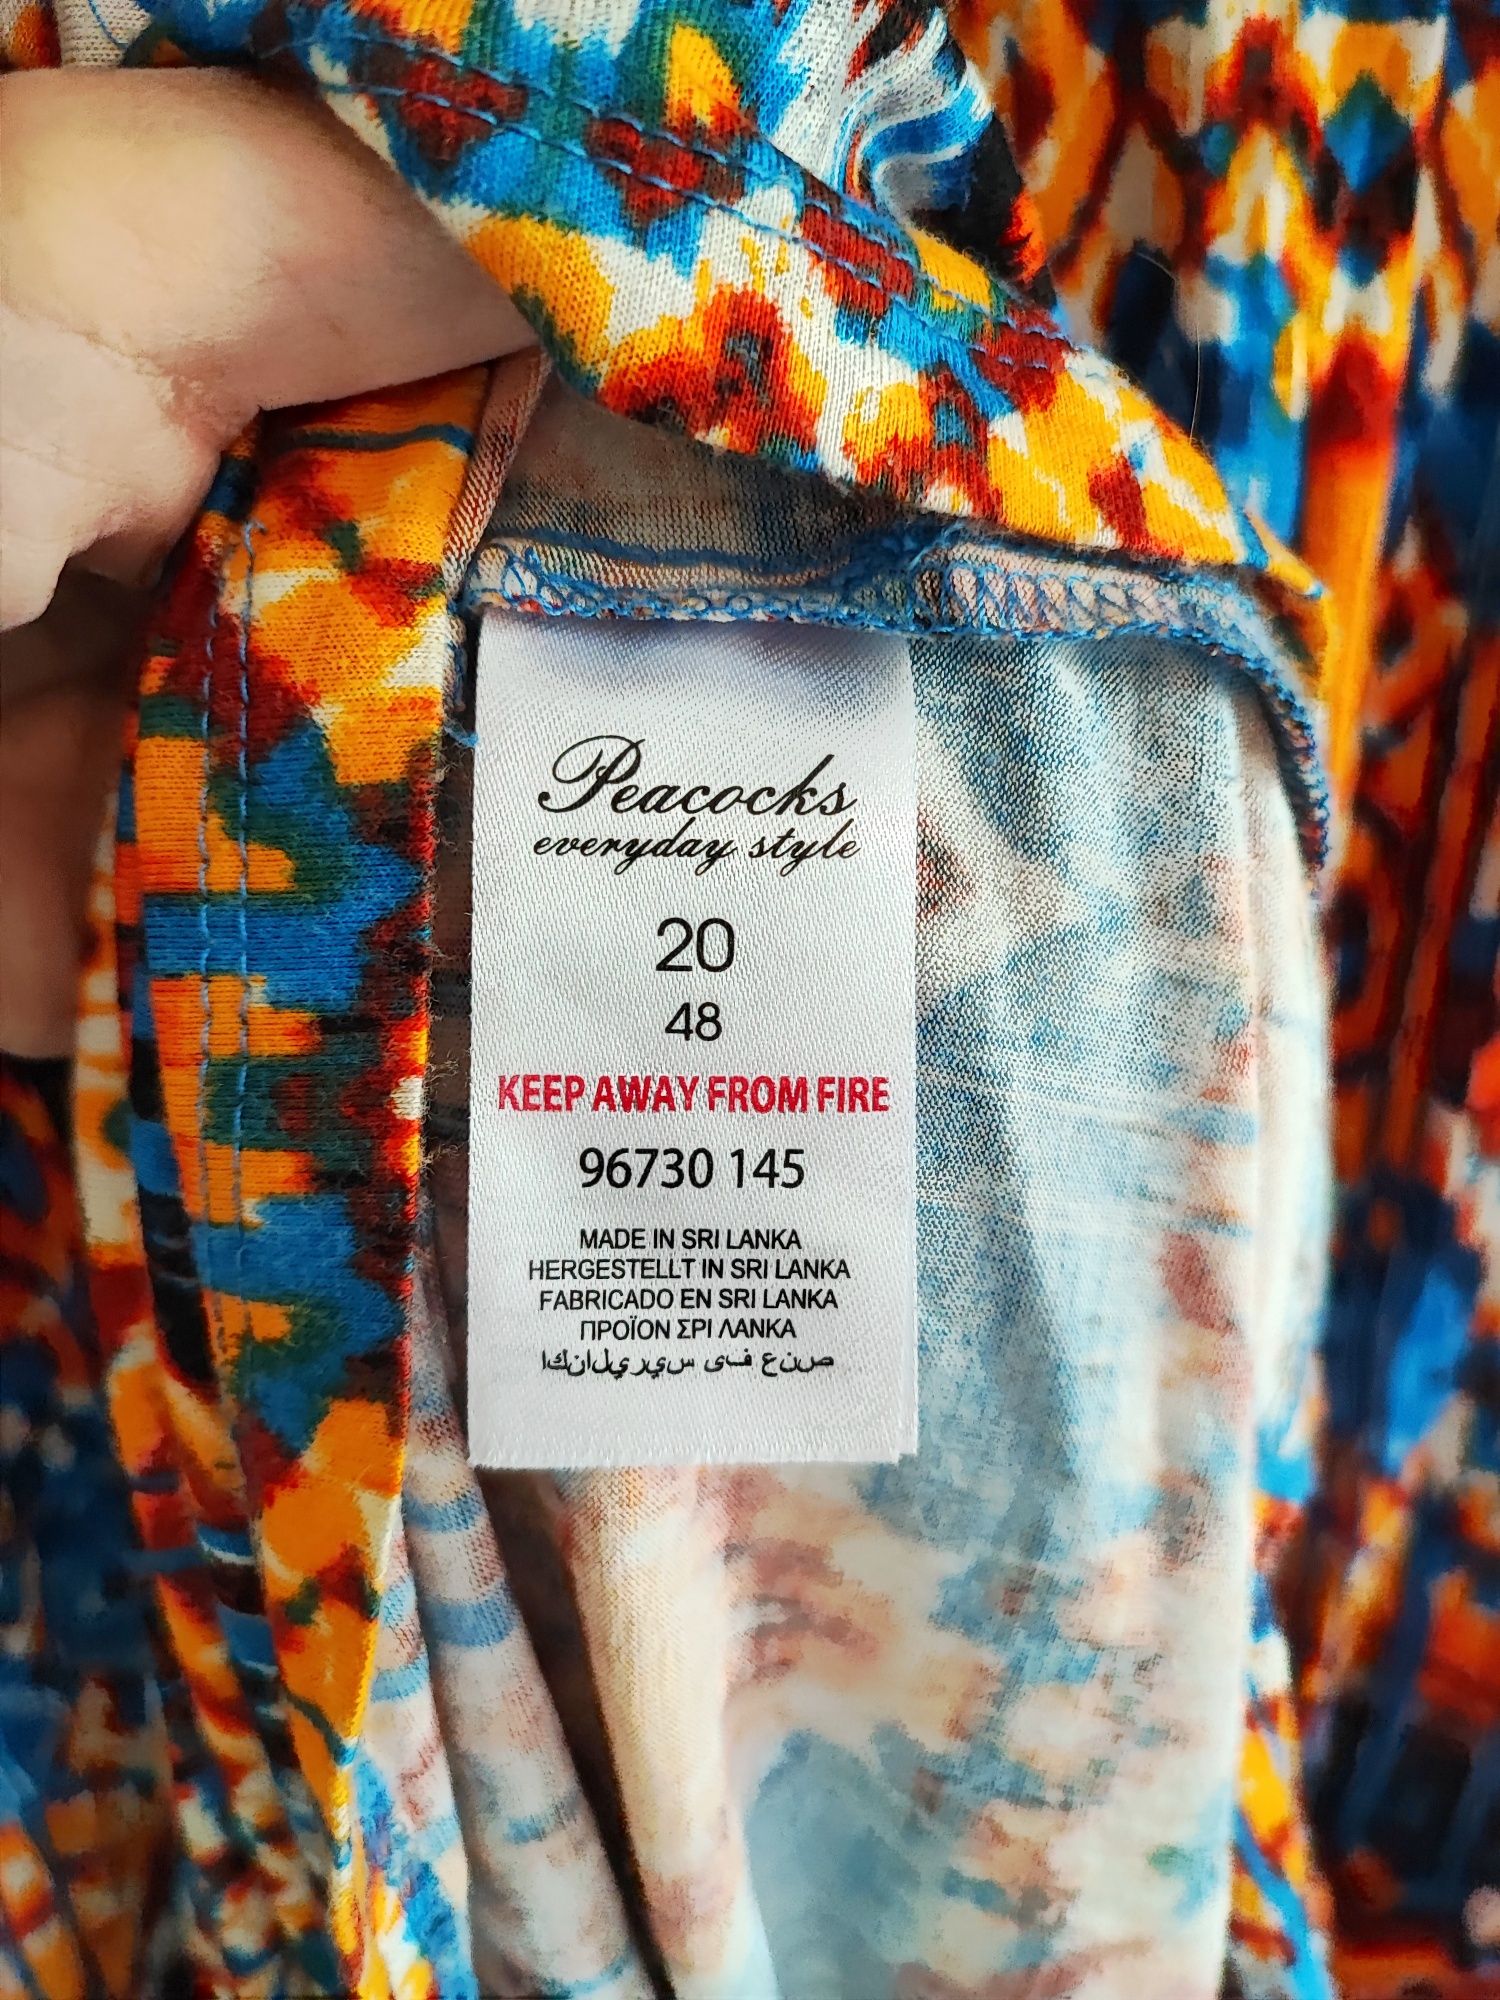 Peacocks
everyday style
20
48
KEEP AWAY FROM FIRE
96730 145
MADE IN SRI LANKA
HERGESTELLT IN SRI LANKA
FABRICADO EN SRI LANKA
ΠΡΟΪΟΝ ΣΡΙ ΛΑΝΚΑ
صنع فى سيريلانكا